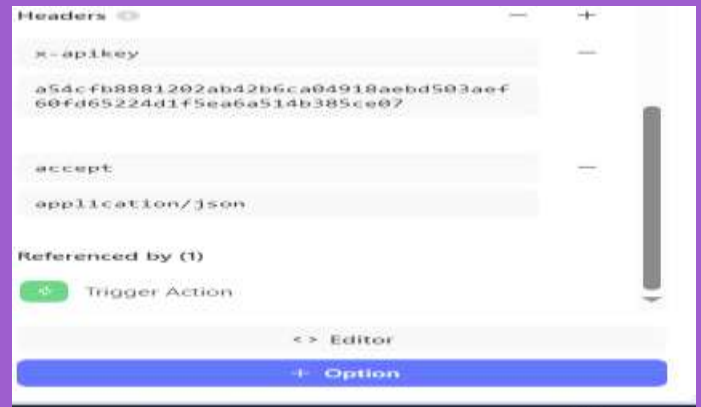 Headers
x-apikey
a54cfb8881202ab42b6ca04918aebd503aef
60fd65224d1f5ea6a514b385ce07
accept
application/json
Referenced by (1)
Trigger Action
<> Editor
+ Option